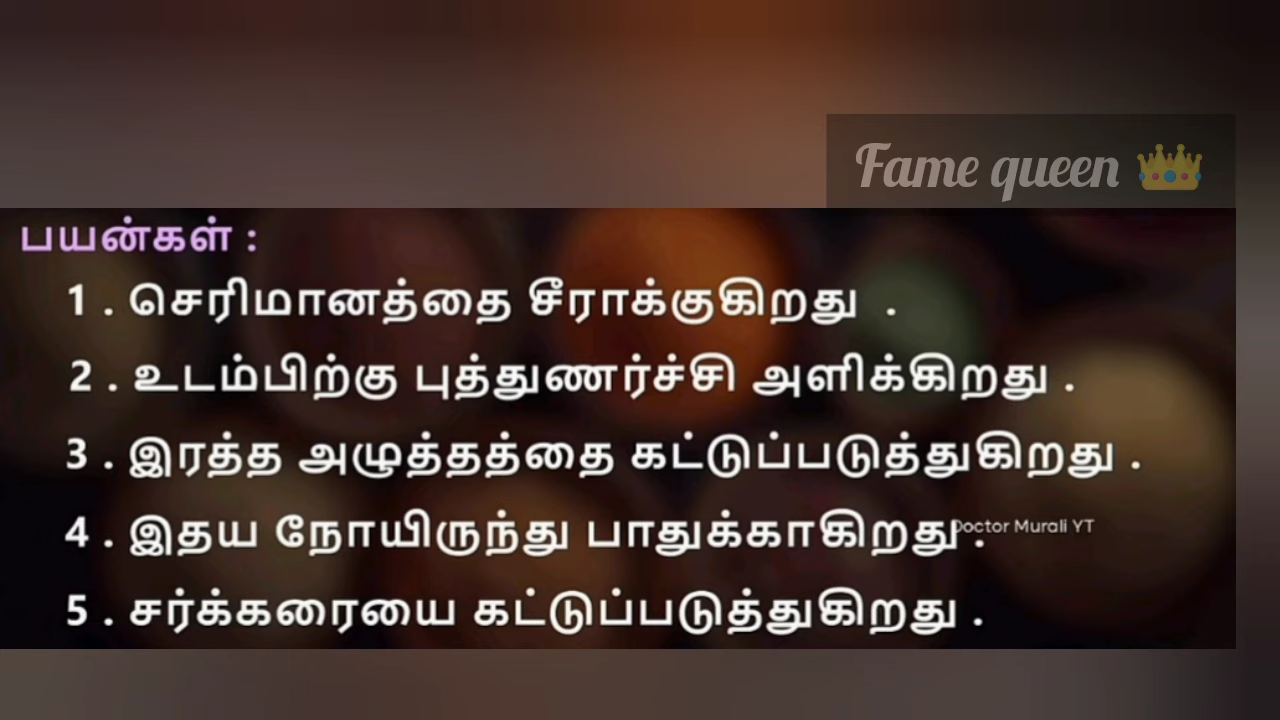 Fame queen 👑
பயன்கள் :
1 . செரிமானத்தை சீராக்குகிறது .
2 . உடம்பிற்கு புத்துணர்ச்சி அளிக்கிறது .
3 . இரத்த அழுத்தத்தை கட்டுப்படுத்துகிறது .
4 . இதய நோயிருந்து பாதுக்காகிறது .
Doctor Murali YT
5 . சர்க்கரையை கட்டுப்படுத்துகிறது .